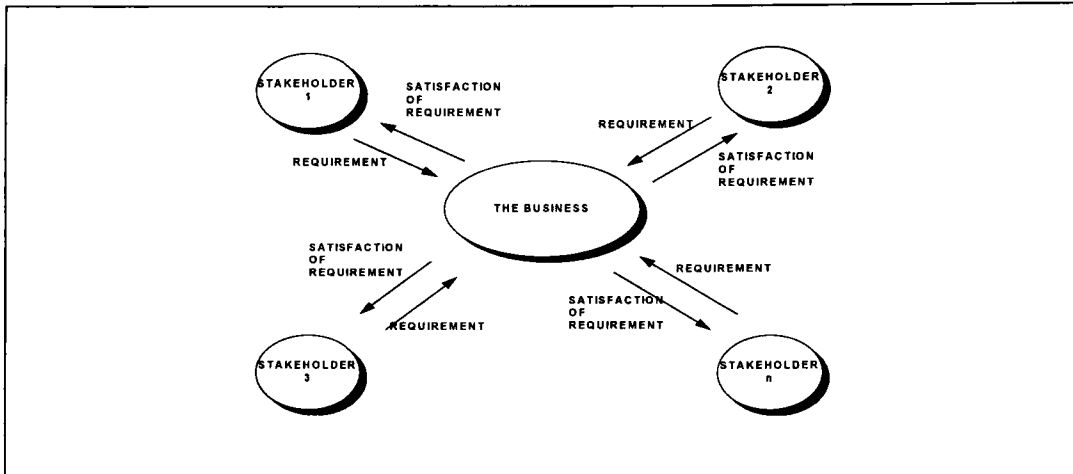 STAKEHOLDER
1
SATISFACTION
OF
REQUIREMENT
REQUIREMENT
STAKEHOLDER
2
REQUIREMENT
SATISFACTION
OF
REQUIREMENT
THE BUSINESS
SATISFACTION
OF
REQUIREMENT
REQUIREMENT
STAKEHOLDER
3
REQUIREMENT
SATISFACTION
OF
REQUIREMENT
STAKEHOLDER
n